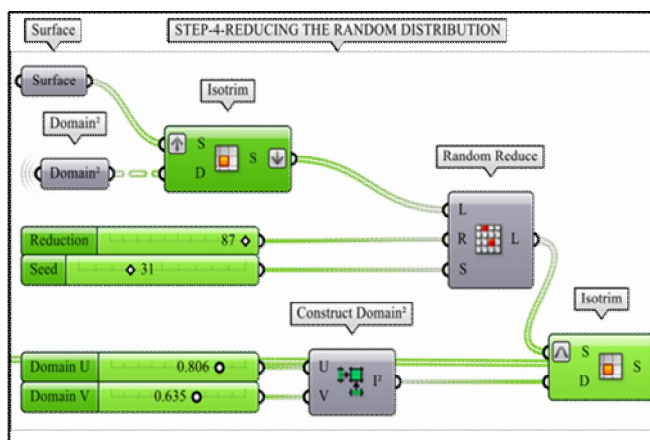 Surface
STEP-4-REDUCING THE RANDOM DISTRIBUTION
Surface
Isotrim
S
D
S
Domain²
Domain²
Random Reduce
L
R
S
L
Reduction 87
Seed 31
Isotrim
S
D
S
Construct Domain²
Domain U 0.806
Domain V 0.635
U
V
I²